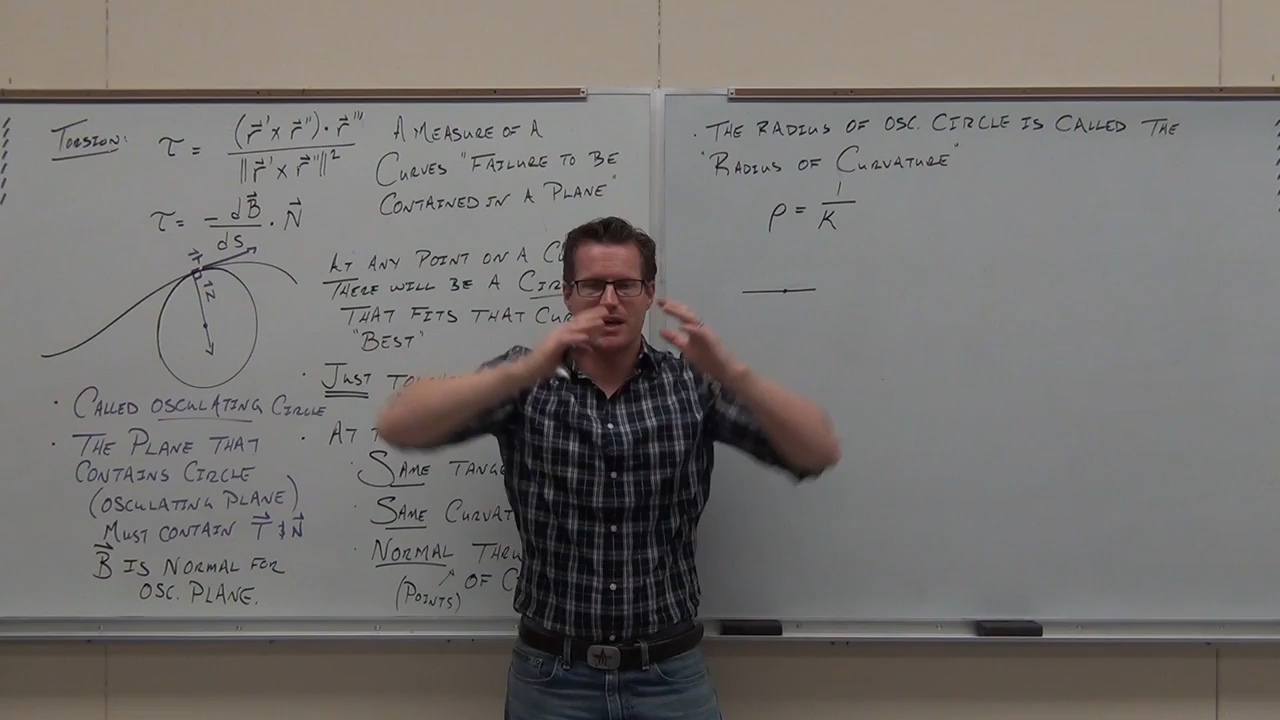 TORSION:
τ = (r⃗' × r⃗'') · r⃗''' / ‖r⃗' × r⃗''‖²
τ = -dB⃗/ds · N⃗
A MEASURE OF A
CURVES "FAILURE TO BE
CONTAINED IN A PLANE"
T⃗
N⃗
AT ANY POINT ON A
THERE WILL BE A
THAT FITS THAT
"BEST"
· JUST
· AT
· SAME
· SAME
· NORMAL
(POINTS) OF
· CALLED OSCULATING CIRCLE
· THE PLANE THAT
CONTAINS CIRCLE
(OSCULATING PLANE)
MUST CONTAIN T⃗ & N⃗
B⃗ IS NORMAL FOR
OSC. PLANE.
· THE RADIUS OF OSC. CIRCLE IS CALLED THE
"RADIUS OF CURVATURE"
ρ = 1/K